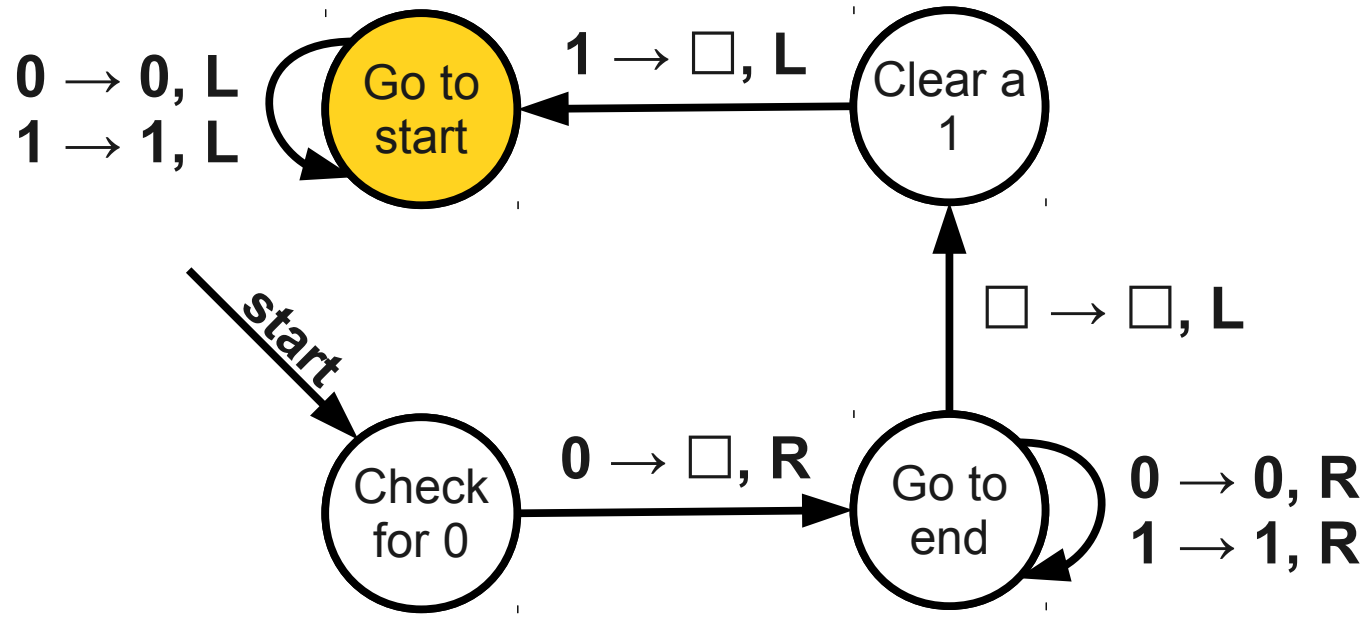 0 → 0, L
1 → 1, L
Go to
start
1 → □, L
Clear a
1
start
□ → □, L
Check
for 0
0 → □, R
Go to
end
0 → 0, R
1 → 1, R